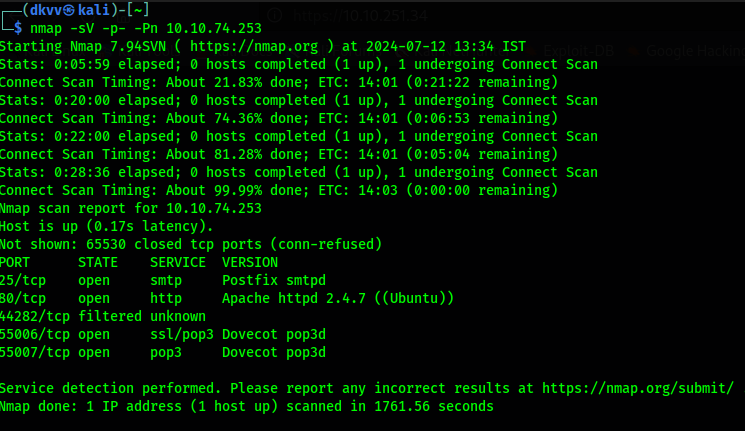 ┌──(dkvv㉿kali)-[~]
└─$ nmap -sV -p- -Pn 10.10.74.253
Starting Nmap 7.94SVN ( https://nmap.org ) at 2024-07-12 13:34 IST
Stats: 0:05:59 elapsed; 0 hosts completed (1 up), 1 undergoing Connect Scan
Connect Scan Timing: About 21.83% done; ETC: 14:01 (0:21:22 remaining)
Stats: 0:20:00 elapsed; 0 hosts completed (1 up), 1 undergoing Connect Scan
Connect Scan Timing: About 74.36% done; ETC: 14:01 (0:06:53 remaining)
Stats: 0:22:00 elapsed; 0 hosts completed (1 up), 1 undergoing Connect Scan
Connect Scan Timing: About 81.28% done; ETC: 14:01 (0:05:04 remaining)
Stats: 0:28:36 elapsed; 0 hosts completed (1 up), 1 undergoing Connect Scan
Connect Scan Timing: About 99.99% done; ETC: 14:03 (0:00:00 remaining)
Nmap scan report for 10.10.74.253
Host is up (0.17s latency).
Not shown: 65530 closed tcp ports (conn-refused)
PORT      STATE    SERVICE  VERSION
25/tcp    open     smtp     Postfix smtpd
80/tcp    open     http     Apache httpd 2.4.7 ((Ubuntu))
44282/tcp filtered unknown
55006/tcp open     ssl/pop3 Dovecot pop3d
55007/tcp open     pop3     Dovecot pop3d
Service detection performed. Please report any incorrect results at https://nmap.org/submit/
Nmap done: 1 IP address (1 host up) scanned in 1761.56 seconds
https://10.10.251.34
Exploit-DB
Google Hackin